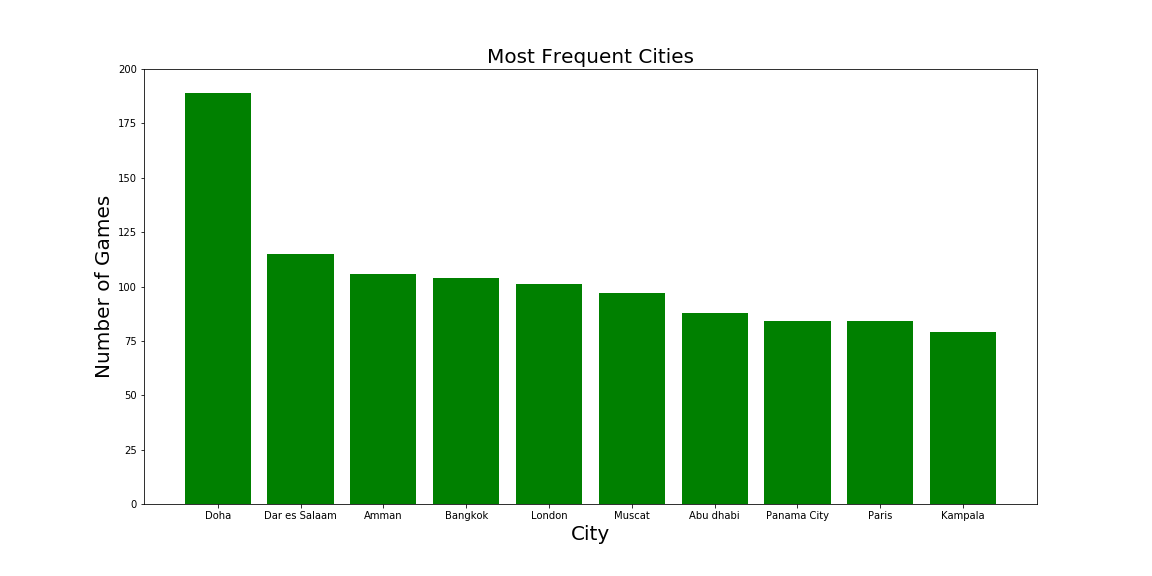 Most Frequent Cities
Number of Games
200
175
150
125
100
75
50
25
0
Doha Dar es Salaam Amman Bangkok London Muscat Abu dhabi Panama City Paris Kampala
City